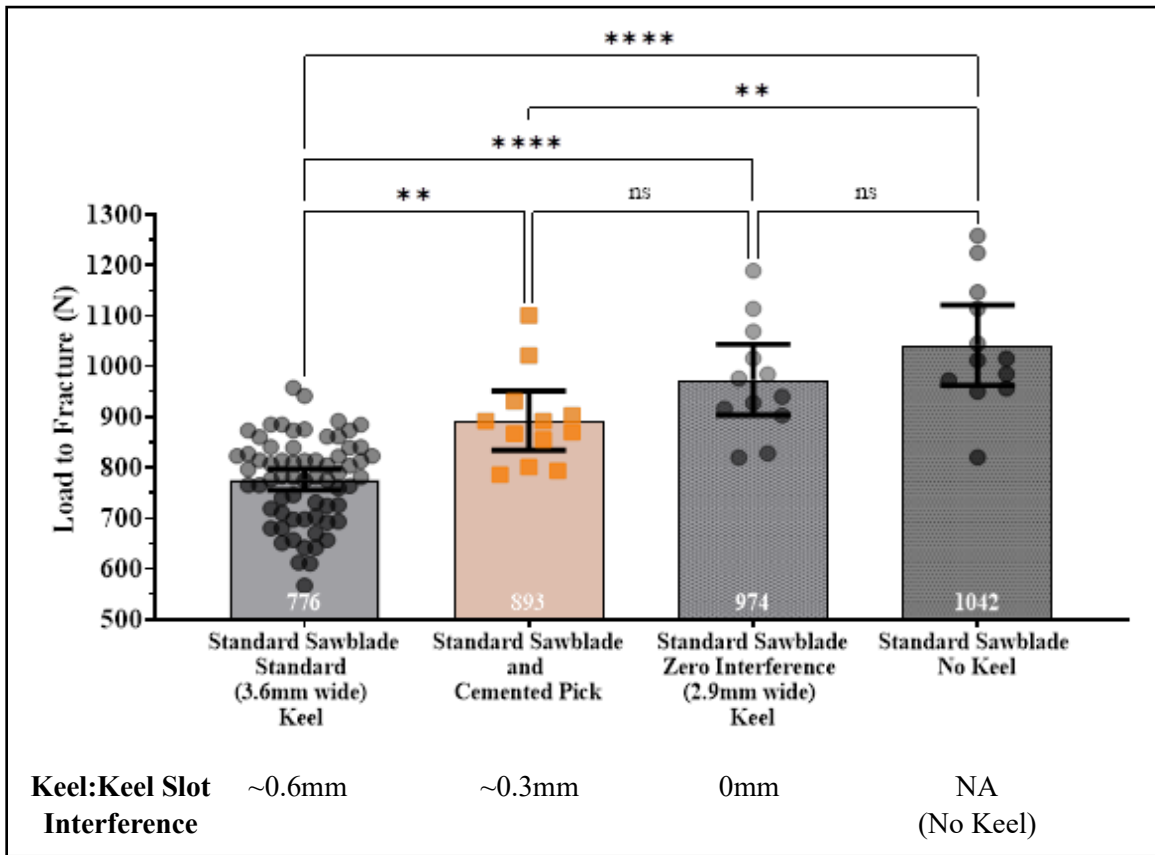 ****
**
****
**
ns
ns
1300
1200
1100
1000
900
800
700
600
500
Load to Fracture (N)
776
893
974
1042
Standard Sawblade
Standard
(3.6mm wide)
Keel
Standard Sawblade
and
Cemented Pick
Standard Sawblade
Zero Interference
(2.9mm wide)
Keel
Standard Sawblade
No Keel
Keel:Keel Slot
Interference
~0.6mm
~0.3mm
0mm
NA
(No Keel)